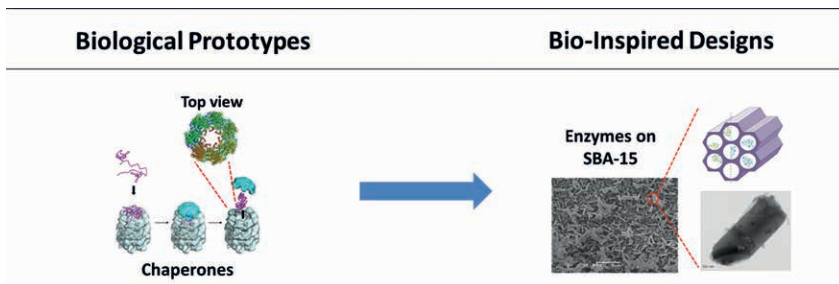 Biological Prototypes
Bio-Inspired Designs
Top view
Chaperones
Enzymes on
SBA-15